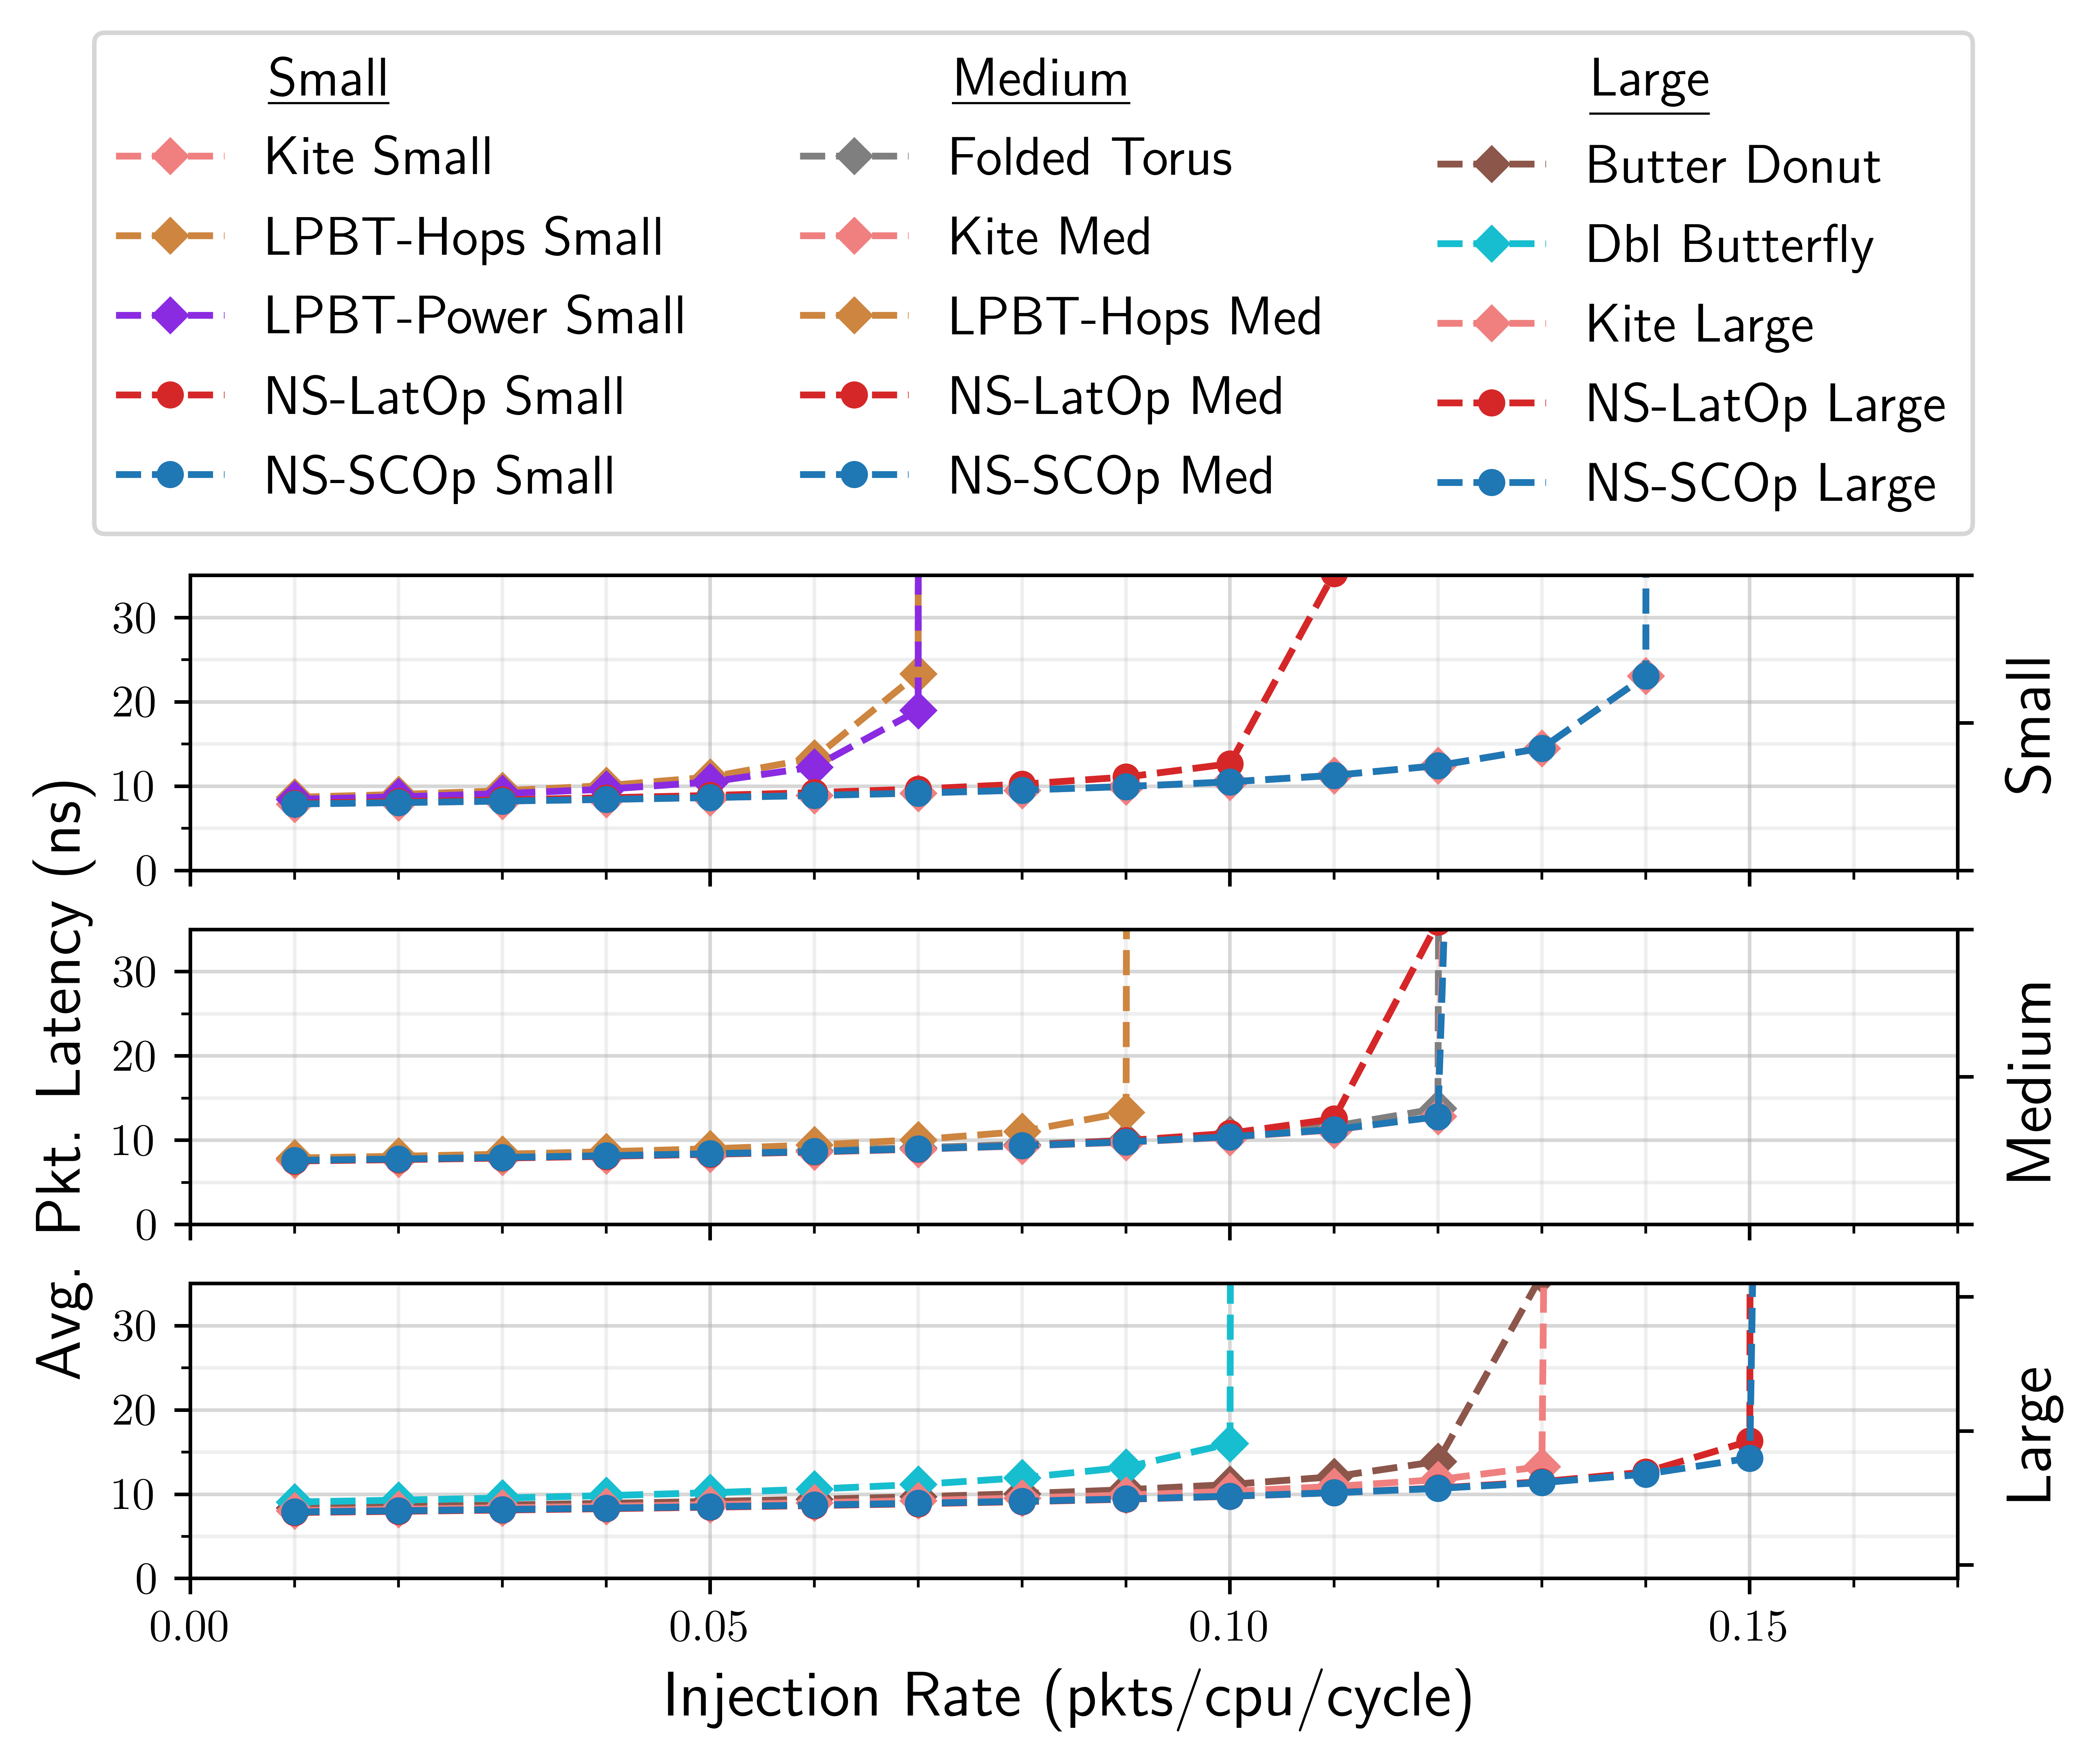 Small
Kite Small
LPBT-Hops Small
LPBT-Power Small
NS-LatOp Small
NS-SCOp Small
Medium
Folded Torus
Kite Med
LPBT-Hops Med
NS-LatOp Med
NS-SCOp Med
Large
Butter Donut
Dbl Butterfly
Kite Large
NS-LatOp Large
NS-SCOp Large
Avg. Pkt. Latency (ns)
30
20
10
0
Small
30
20
10
0
Medium
30
20
10
0
Large
0.00 0.05 0.10 0.15
Injection Rate (pkts/cpu/cycle)